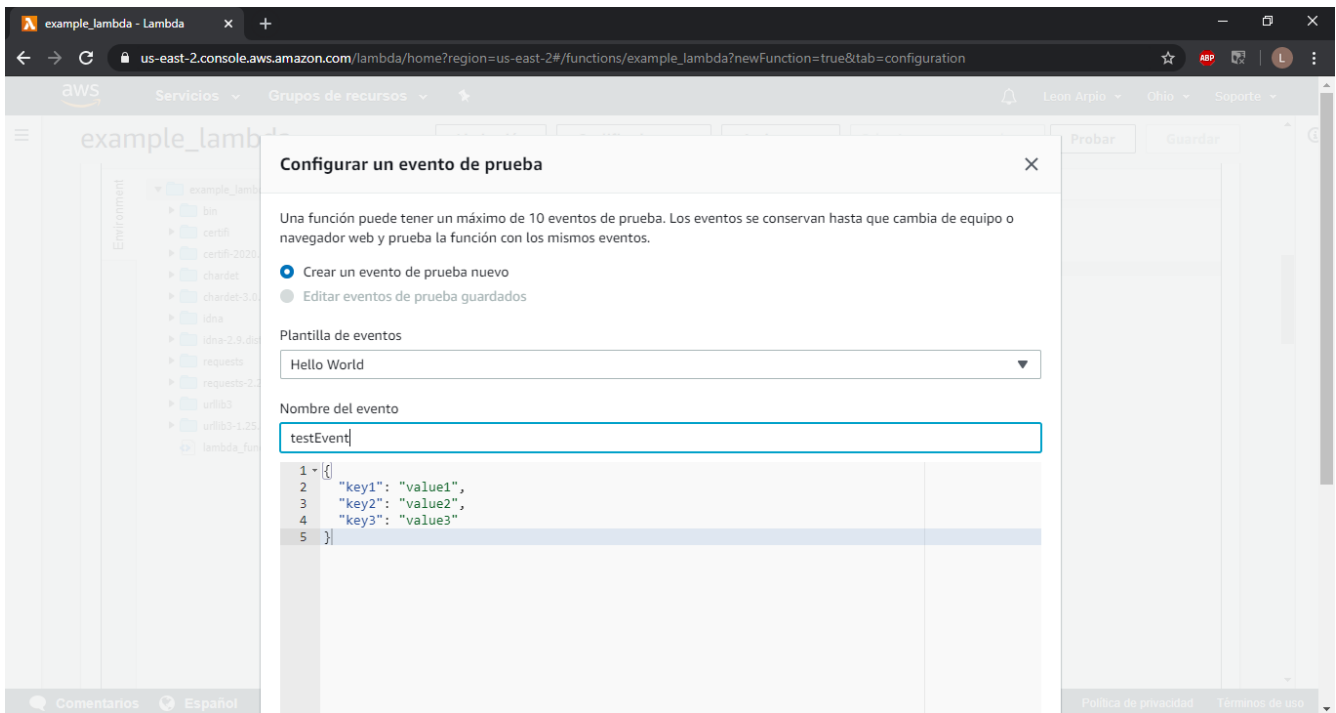 example_lambda - Lambda
us-east-2.console.aws.amazon.com/lambda/home?region=us-east-2#/functions/example_lambda?newFunction=true&tab=configuration
ABP
L
aws Servicios Grupos de recursos Leon Arpio Ohio Soporte
example_lamb Probar Guardar
Configurar un evento de prueba
Una función puede tener un máximo de 10 eventos de prueba. Los eventos se conservan hasta que cambia de equipo o
navegador web y prueba la función con los mismos eventos.
Crear un evento de prueba nuevo
Editar eventos de prueba guardados
Plantilla de eventos
Hello World
Nombre del evento
testEvent
1 {
2 "key1": "value1",
3 "key2": "value2",
4 "key3": "value3"
5 }
Environment
example_lamb
bin
certifi
certifi-2020.
chardet
chardet-3.0.
idna
idna-2.9.dis
requests
requests-2.2
urllib3
urllib3-1.25.
lambda_fun
Comentarios Español Política de privacidad Términos de uso